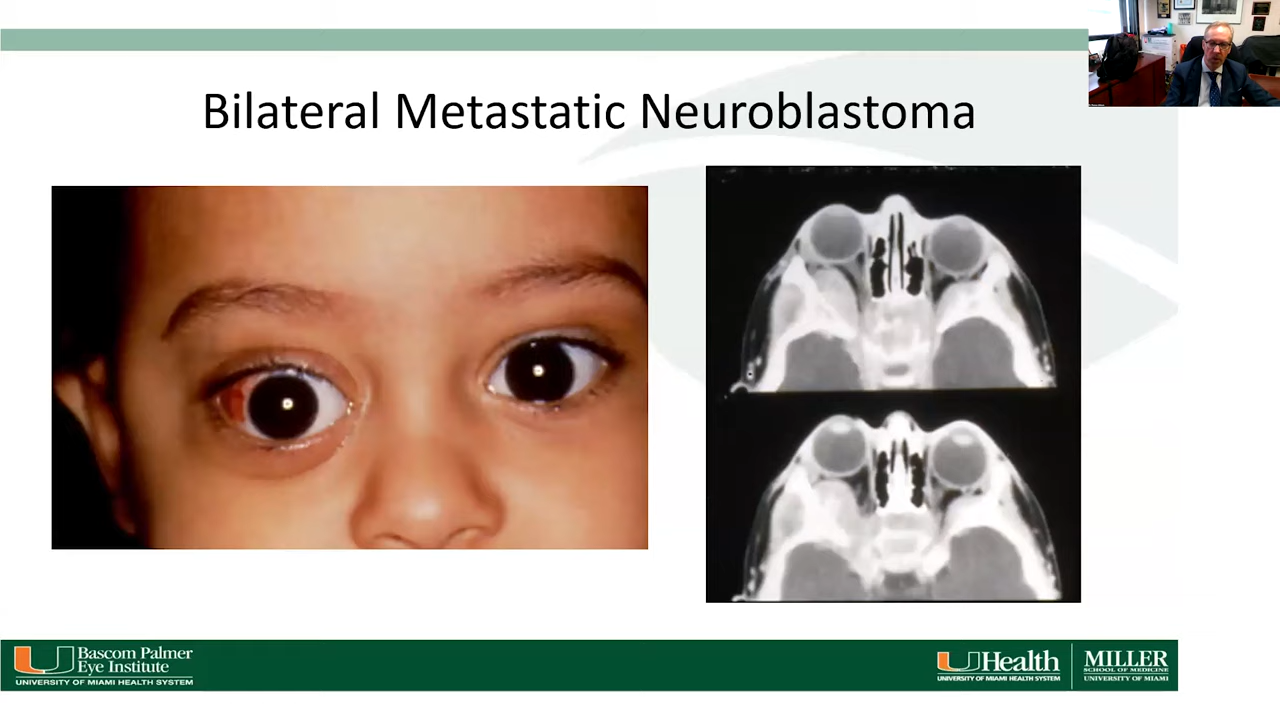 Bilateral Metastatic Neuroblastoma
Bascom Palmer
Eye Institute
UNIVERSITY OF MIAMI HEALTH SYSTEM
UHealth
UNIVERSITY OF MIAMI HEALTH SYSTEM
MILLER
SCHOOL OF MEDICINE
UNIVERSITY OF MIAMI